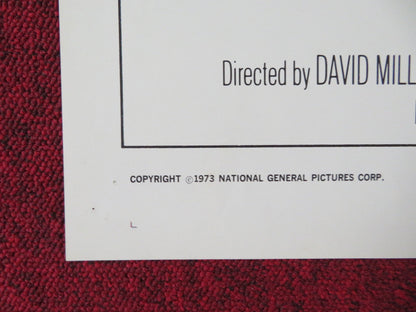 Directed by DAVID MILL
COPYRIGHT ©1973 NATIONAL GENERAL PICTURES CORP.
L